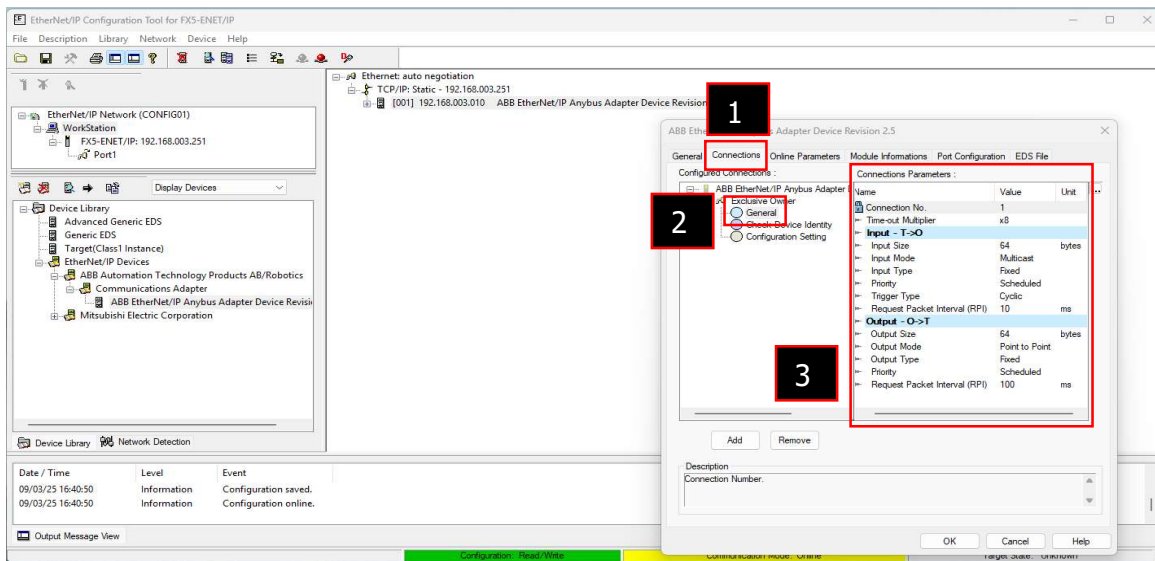 EtherNet/IP Configuration Tool for FX5-ENET/IP
File Description Library Network Device Help
EtherNet/IP Network (CONFIG01)
WorkStation
FX5-ENET/IP: 192.168.003.251
Port1
Display Devices
Device Library
Advanced Generic EDS
Generic EDS
Target(Class1 Instance)
EtherNet/IP Devices
ABB Automation Technology Products AB/Robotics
Communications Adapter
ABB EtherNet/IP Anybus Adapter Device Revisi
Mitsubishi Electric Corporation
Device Library Network Detection
Ethernet: auto negotiation
TCP/IP: Static - 192.168.003.251
[001] 192.168.003.010 ABB EtherNet/IP Anybus Adapter Device Revision
1
ABB Ethe s Adapter Device Revision 2.5
General Connections Online Parameters Module Informations Port Configuration EDS File
Configured Connections :
ABB EtherNet/IP Anybus Adapter
Exclusive Owner
2
General
Check Device Identity
Configuration Setting
Connections Parameters :
Name Value Unit ...
Connection No. 1
Time-out Multiplier x8
Input - T->O
Input Size 64 bytes
Input Mode Multicast
Input Type Fixed
Priority Scheduled
Trigger Type Cyclic
Request Packet Interval (RPI) 10 ms
Output - O->T
Output Size 64 bytes
Output Mode Point to Point
Output Type Fixed
Priority Scheduled
Request Packet Interval (RPI) 100 ms
3
Add Remove
Description
Connection Number.
OK Cancel Help
Date / Time Level Event
09/03/25 16:40:50 Information Configuration saved.
09/03/25 16:40:50 Information Configuration online.
Output Message View
Configuration: Read/Write Communication Mode: Online Target State: Unknown